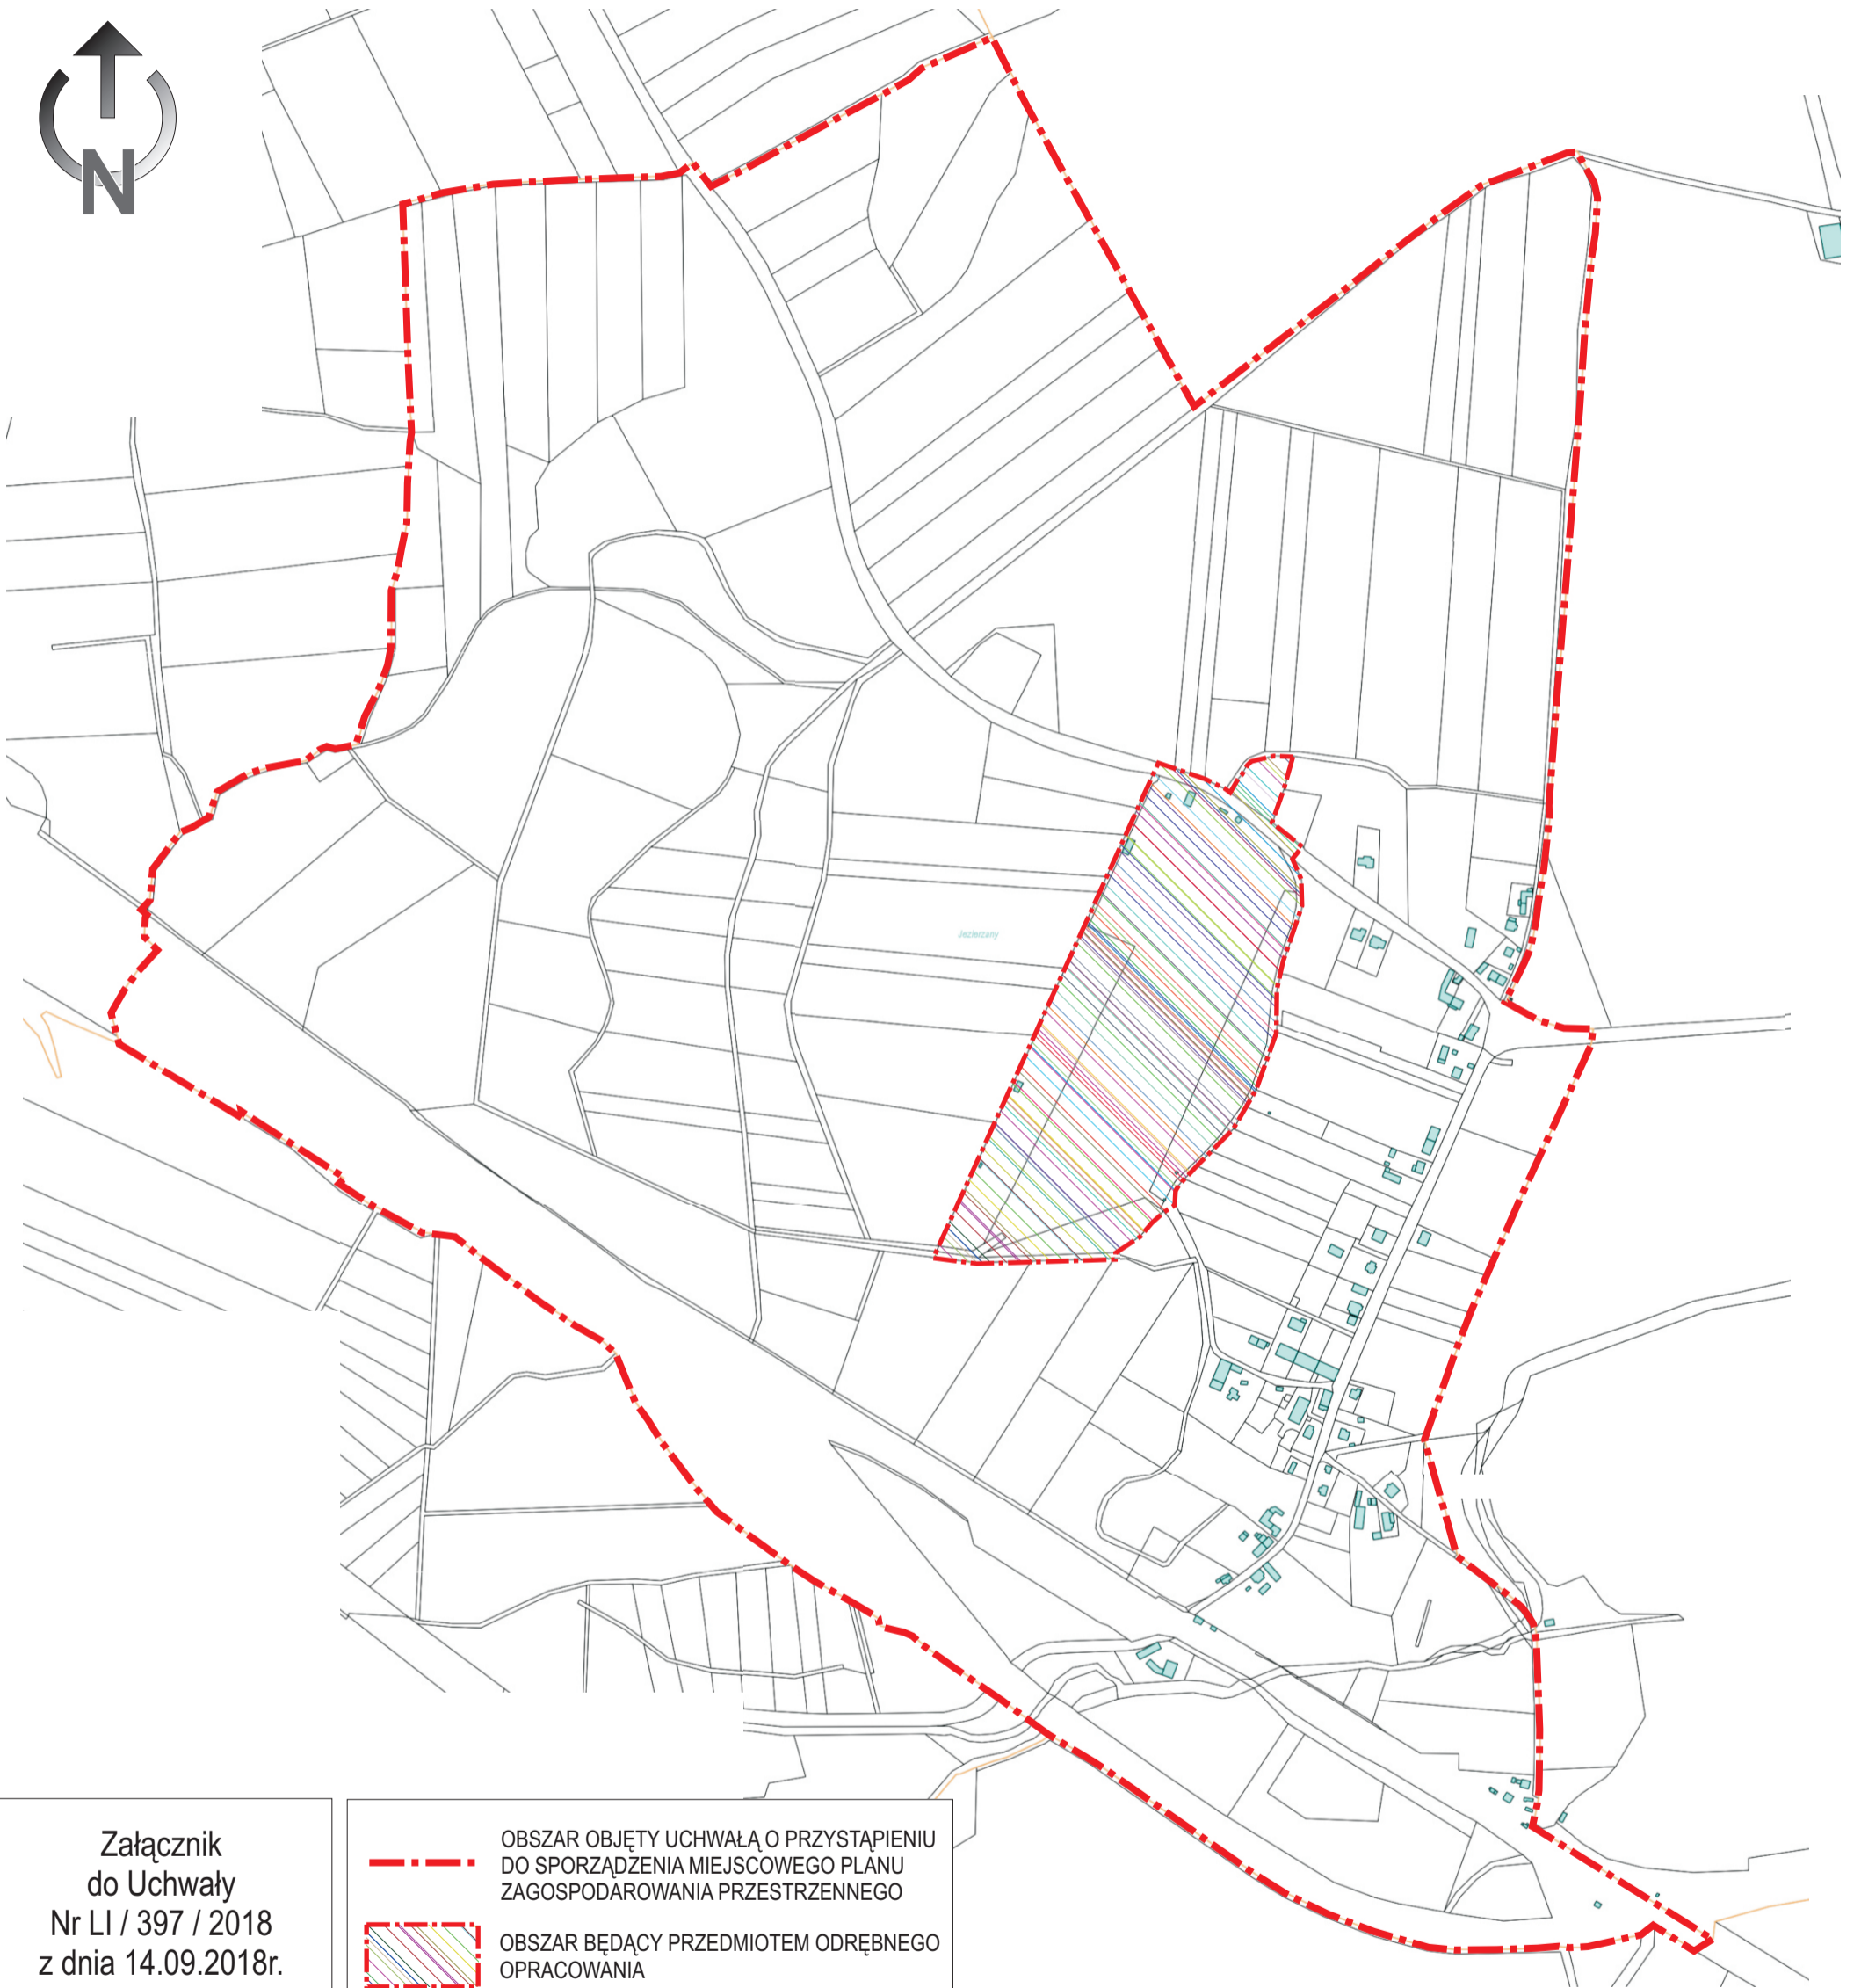 N
Jezierzany
Załącznik
do Uchwały
Nr LI / 397 / 2018
z dnia 14.09.2018r.
OBSZAR OBJĘTY UCHWAŁĄ O PRZYSTĄPIENIU
DO SPORZĄDZENIA MIEJSCOWEGO PLANU
ZAGOSPODAROWANIA PRZESTRZENNEGO
OBSZAR BĘDĄCY PRZEDMIOTEM ODRĘBNEGO
OPRACOWANIA